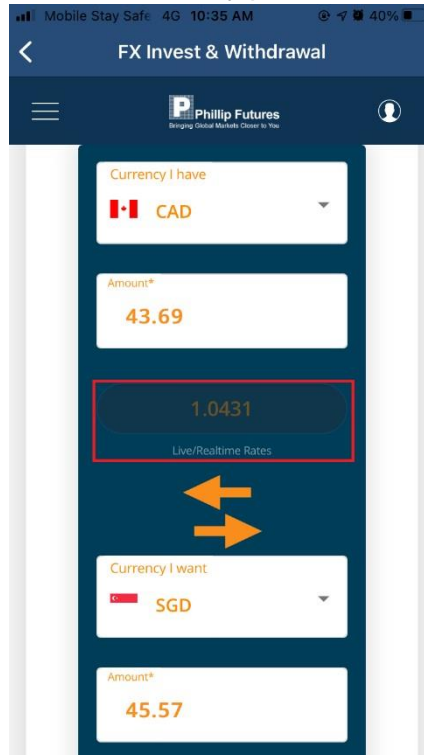 Mobile Stay Safe 4G 10:35 AM 40%
FX Invest & Withdrawal
Phillip Futures
Bringing Global Markets Closer to You
Currency I have
CAD
Amount*
43.69
1.0431
Live/Realtime Rates
Currency I want
SGD
Amount*
45.57